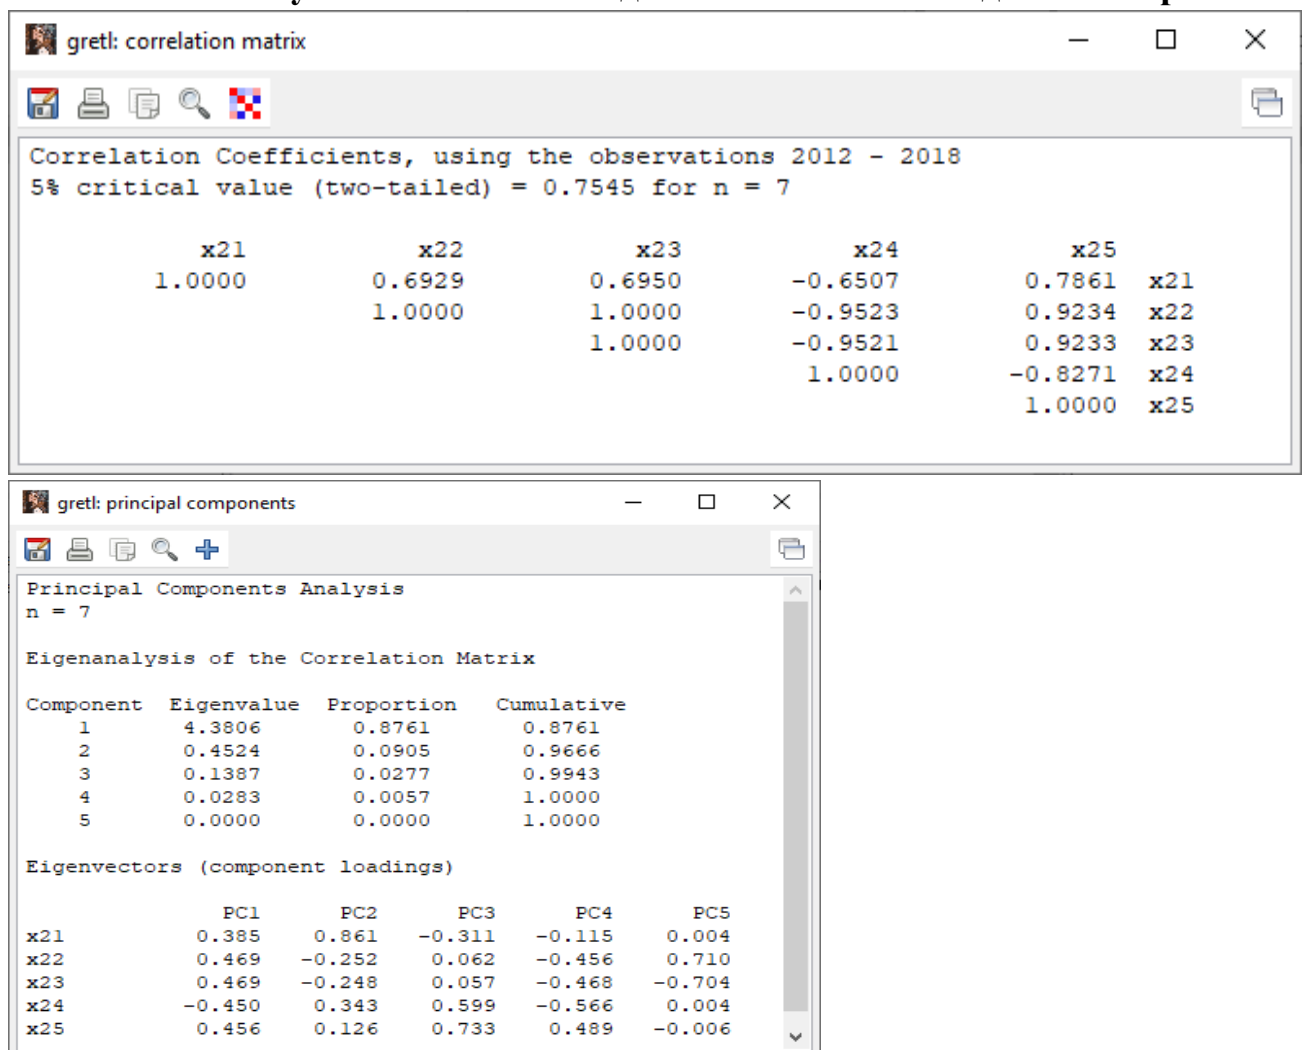 gretl: correlation matrix
Correlation Coefficients, using the observations 2012 - 2018
5% critical value (two-tailed) = 0.7545 for n = 7
x21 x22 x23 x24 x25
1.0000 0.6929 0.6950 -0.6507 0.7861 x21
1.0000 1.0000 -0.9523 0.9234 x22
1.0000 -0.9521 0.9233 x23
1.0000 -0.8271 x24
1.0000 x25
gretl: principal components
Principal Components Analysis
n = 7
Eigenanalysis of the Correlation Matrix
Component Eigenvalue Proportion Cumulative
1 4.3806 0.8761 0.8761
2 0.4524 0.0905 0.9666
3 0.1387 0.0277 0.9943
4 0.0283 0.0057 1.0000
5 0.0000 0.0000 1.0000
Eigenvectors (component loadings)
PC1 PC2 PC3 PC4 PC5
x21 0.385 0.861 -0.311 -0.115 0.004
x22 0.469 -0.252 0.062 -0.456 0.710
x23 0.469 -0.248 0.057 -0.468 -0.704
x24 -0.450 0.343 0.599 -0.566 0.004
x25 0.456 0.126 0.733 0.489 -0.006